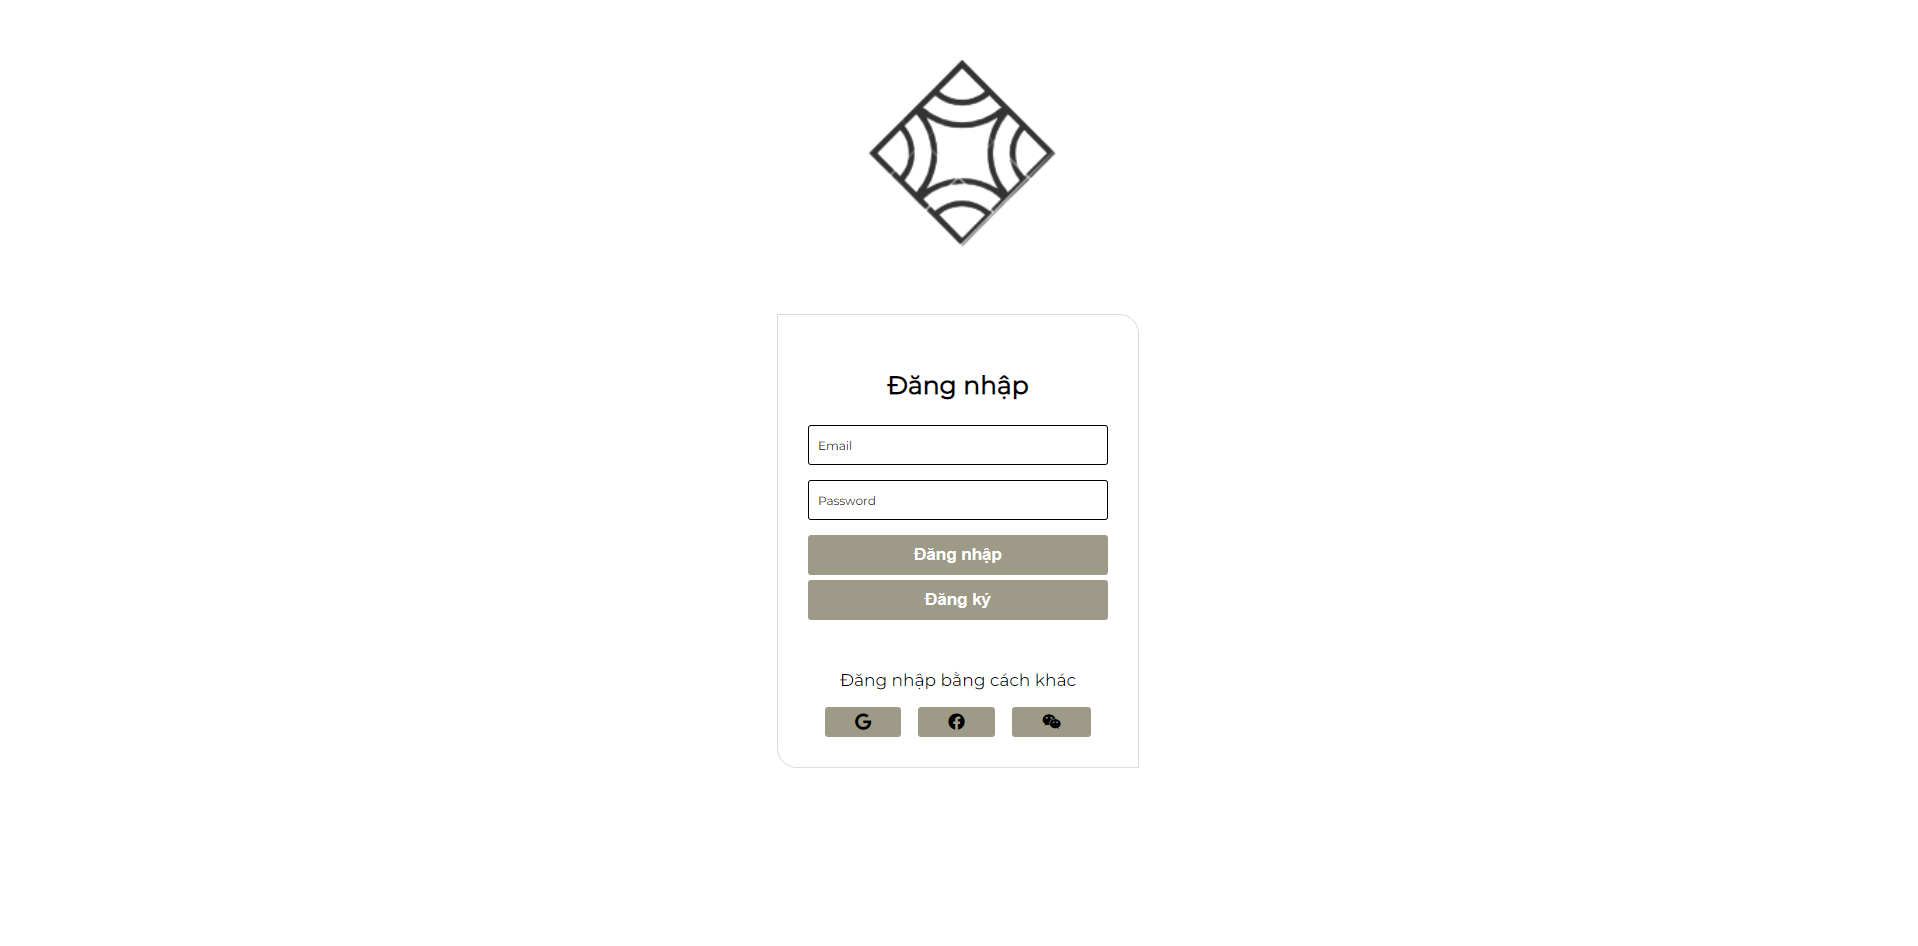 Đăng nhập
Email
Password
Đăng nhập
Đăng ký
Đăng nhập bằng cách khác